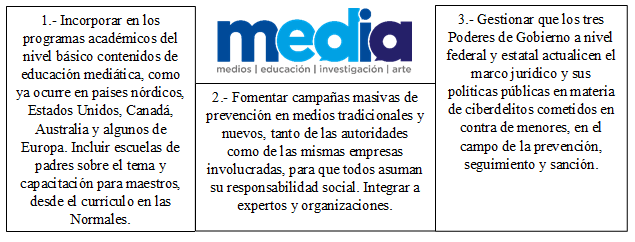 1.- Incorporar en los
programas académicos del
nivel básico contenidos de
educación mediática, como
ya ocurre en países nórdicos,
Estados Unidos, Canadá,
Australia y algunos de
Europa. Incluir escuelas de
padres sobre el tema y
capacitación para maestros,
desde el currículo en las
Normales.
media
medios | educación | investigación | arte
2.- Fomentar campañas masivas de
prevención en medios tradicionales y
nuevos, tanto de las autoridades
como de las mismas empresas
involucradas, para que todos asuman
su responsabilidad social. Integrar a
expertos y organizaciones.
3.- Gestionar que los tres
Poderes de Gobierno a nivel
federal y estatal actualicen el
marco jurídico y sus
políticas públicas en materia
de ciberdelitos cometidos en
contra de menores, en el
campo de la prevención,
seguimiento y sanción.